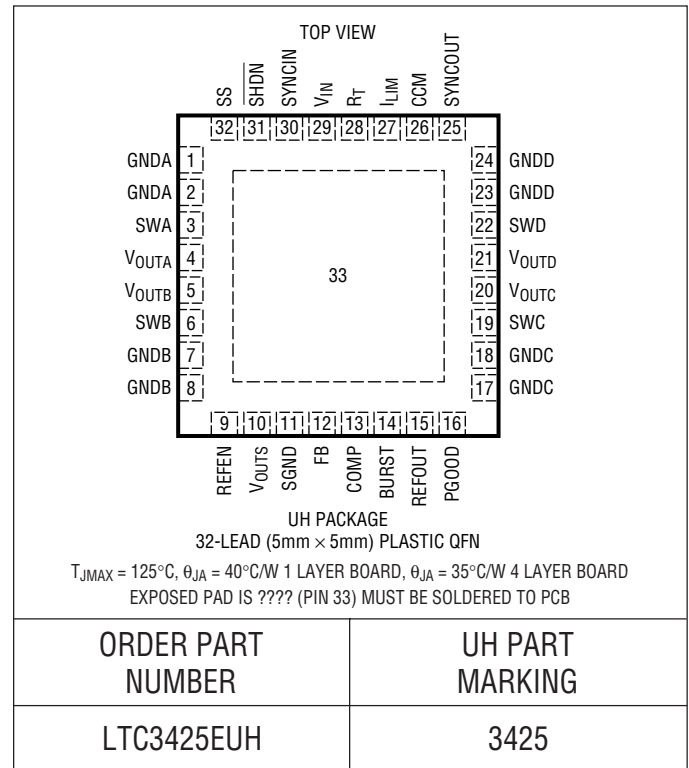 TOP VIEW
SS
SHDN
SYNCIN
VIN
RT
ILIM
CCM
SYNCOUT
32 31 30 29 28 27 26 25
GNDA 1
GNDA 2
SWA 3
VOUTA 4
VOUTB 5
SWB 6
GNDB 7
GNDB 8
33
24 GNDD
23 GNDD
22 SWD
21 VOUTD
20 VOUTC
19 SWC
18 GNDC
17 GNDC
9 10 11 12 13 14 15 16
REFEN
VOUTS
SGND
FB
COMP
BURST
REFOUT
PGOOD
UH PACKAGE
32-LEAD (5mm × 5mm) PLASTIC QFN
TJMAX = 125°C, θJA = 40°C/W 1 LAYER BOARD, θJA = 35°C/W 4 LAYER BOARD
EXPOSED PAD IS ???? (PIN 33) MUST BE SOLDERED TO PCB
ORDER PART
NUMBER
UH PART
MARKING
LTC3425EUH
3425